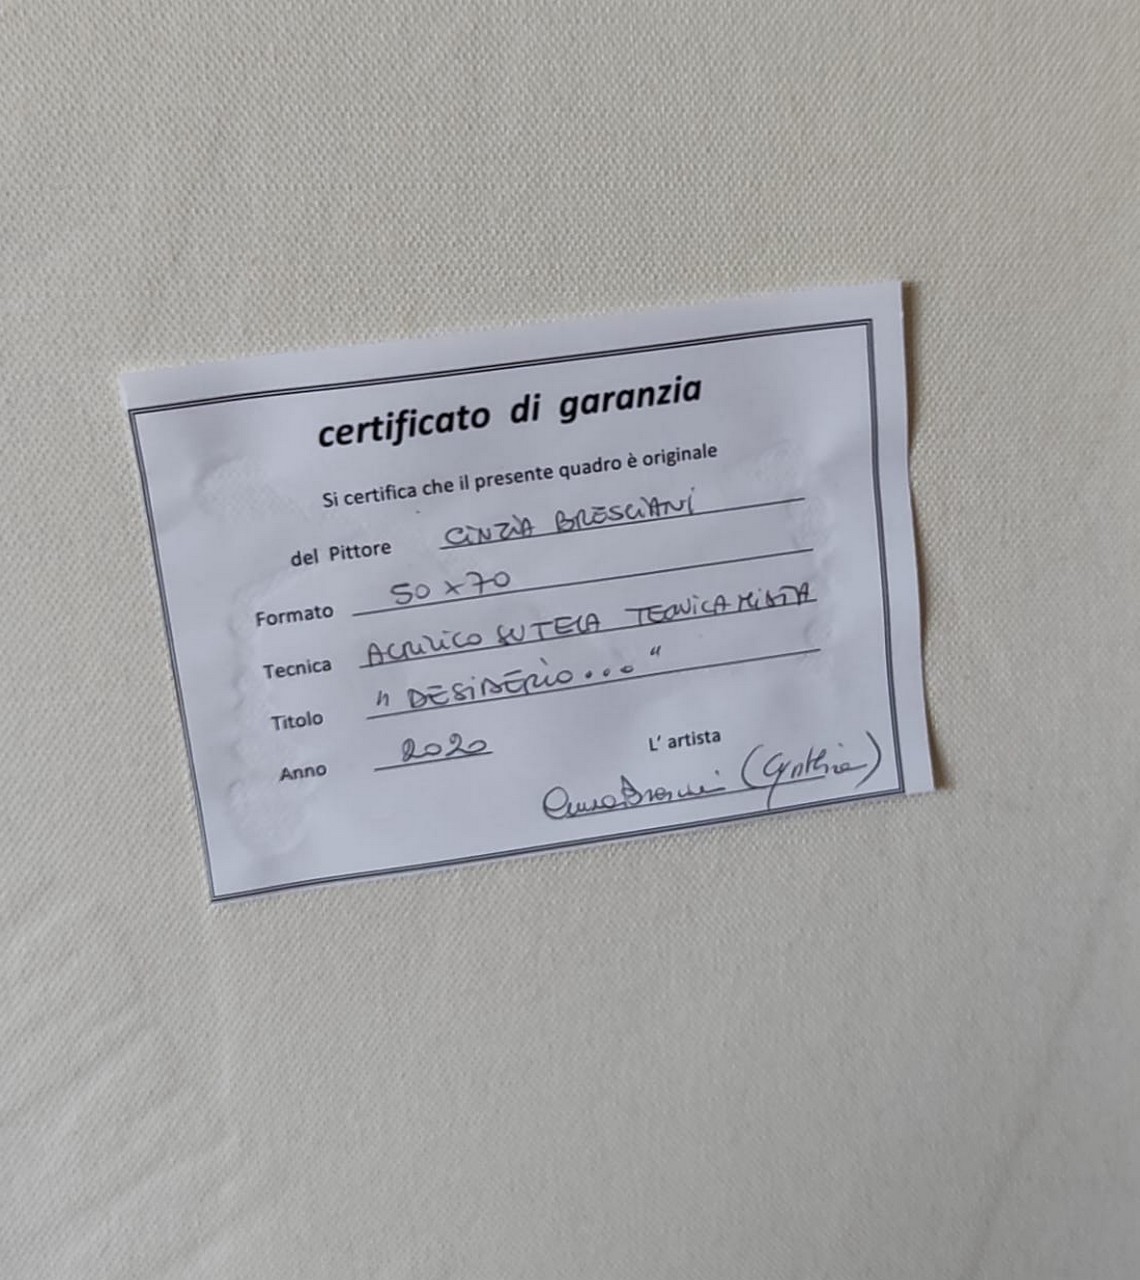 certificato di garanzia
Si certifica che il presente quadro è originale
del Pittore CINZIA BRESCIANI
Formato 50 x 70
Tecnica ACRILICO SU TELA TECNICA MISTA
Titolo "DESIDERIO..."
Anno 2020
L' artista
(Cynthia)